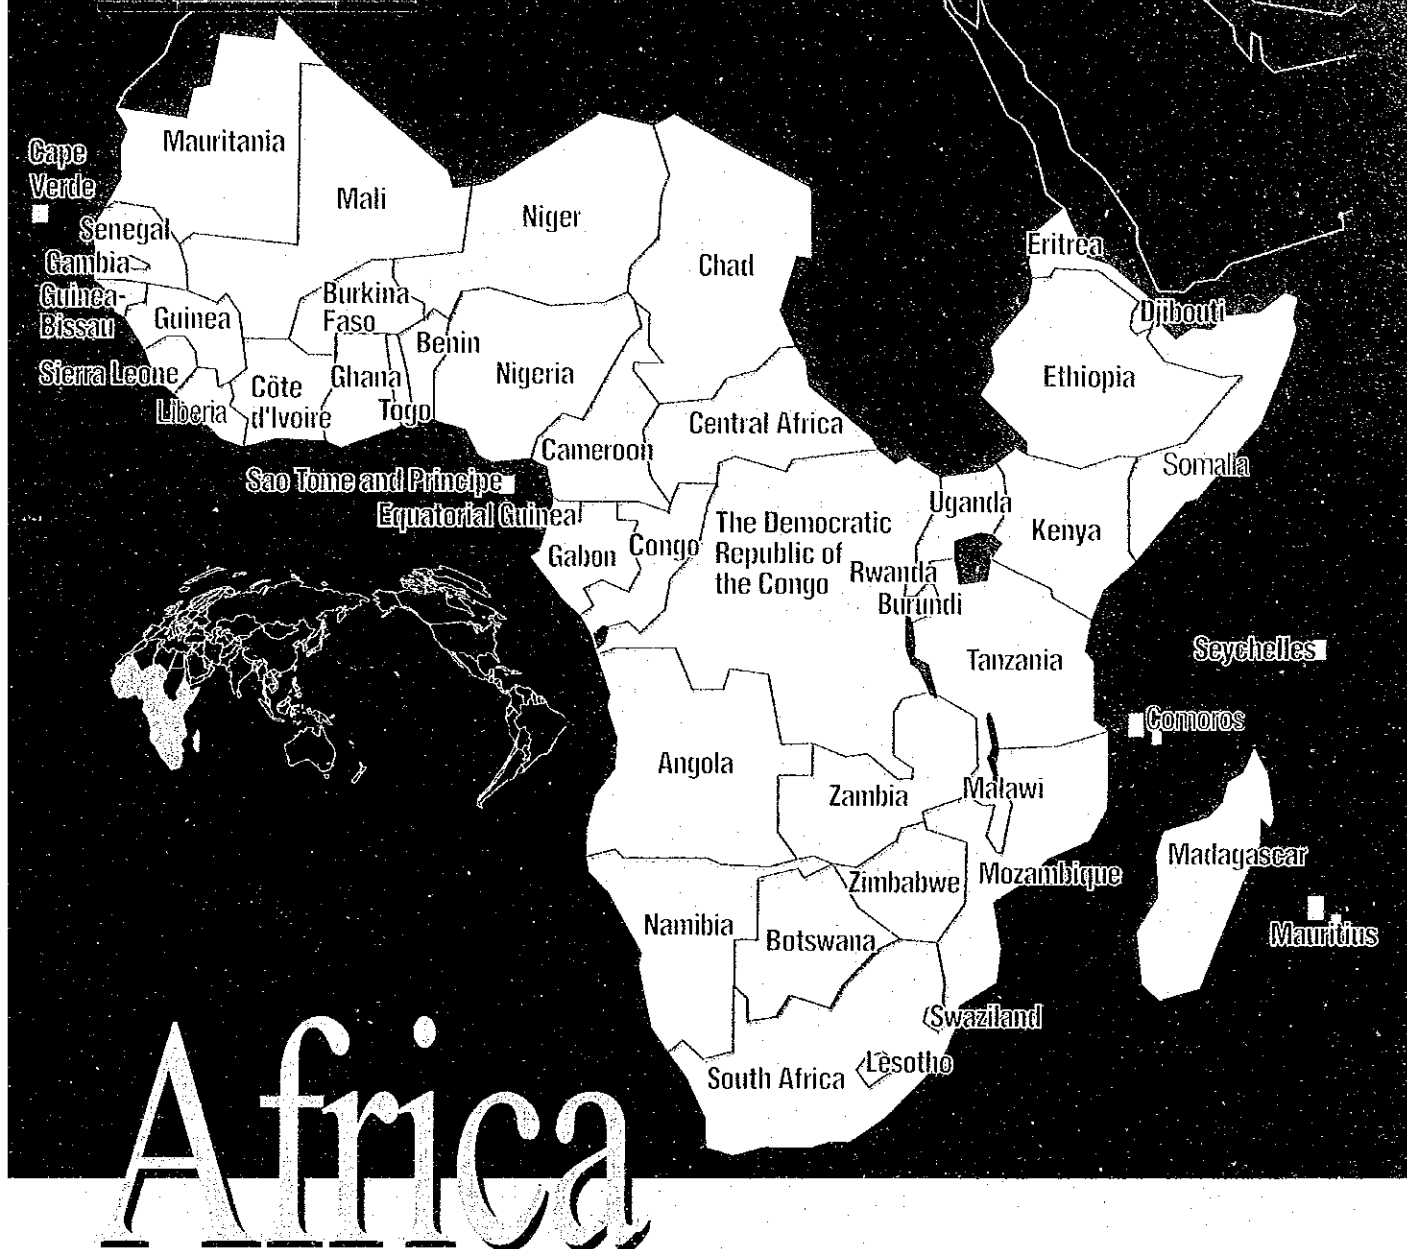 Mauritania
Cape
Verde
Mali
Niger
Senegal
Chad
Eritrea
Gambia
Guinea-
Bissau
Guinea
Burkina
Faso
Djibouti
Benin
Sierra Leone
Côte
d'Ivoire
Ghana
Nigeria
Ethiopia
Liberia
Togo
Central Africa
Cameroon
Somalia
Sao Tome and Principe
Uganda
Equatorial Guinea
The Democratic
Republic of
the Congo
Kenya
Gabon
Congo
Rwanda
Burundi
Seychelles
Tanzania
Comoros
Angola
Zambia
Malawi
Madagascar
Zimbabwe
Mozambique
Namibia
Botswana
Mauritius
Swaziland
Lesotho
South Africa
Africa